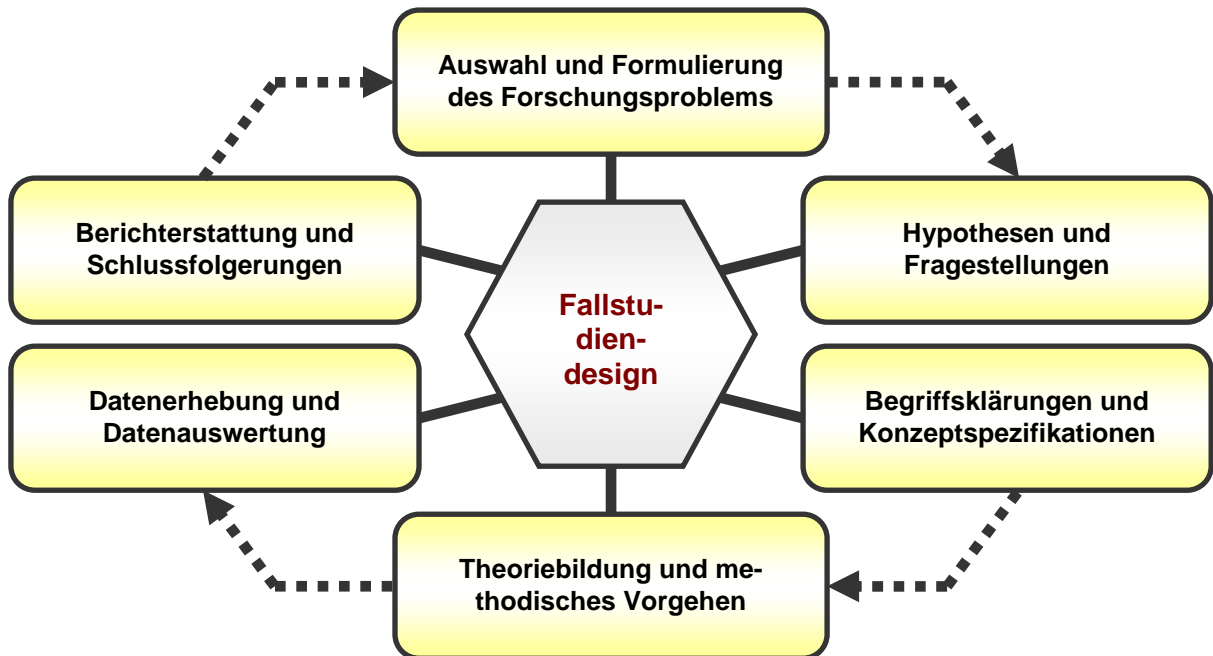 Auswahl und Formulierung
des Forschungsproblems
Berichterstattung und
Schlussfolgerungen
Hypothesen und
Fragestellungen
Fallstu-
dien-
design
Datenerhebung und
Datenauswertung
Begriffsklärungen und
Konzeptspezifikationen
Theoriebildung und me-
thodisches Vorgehen